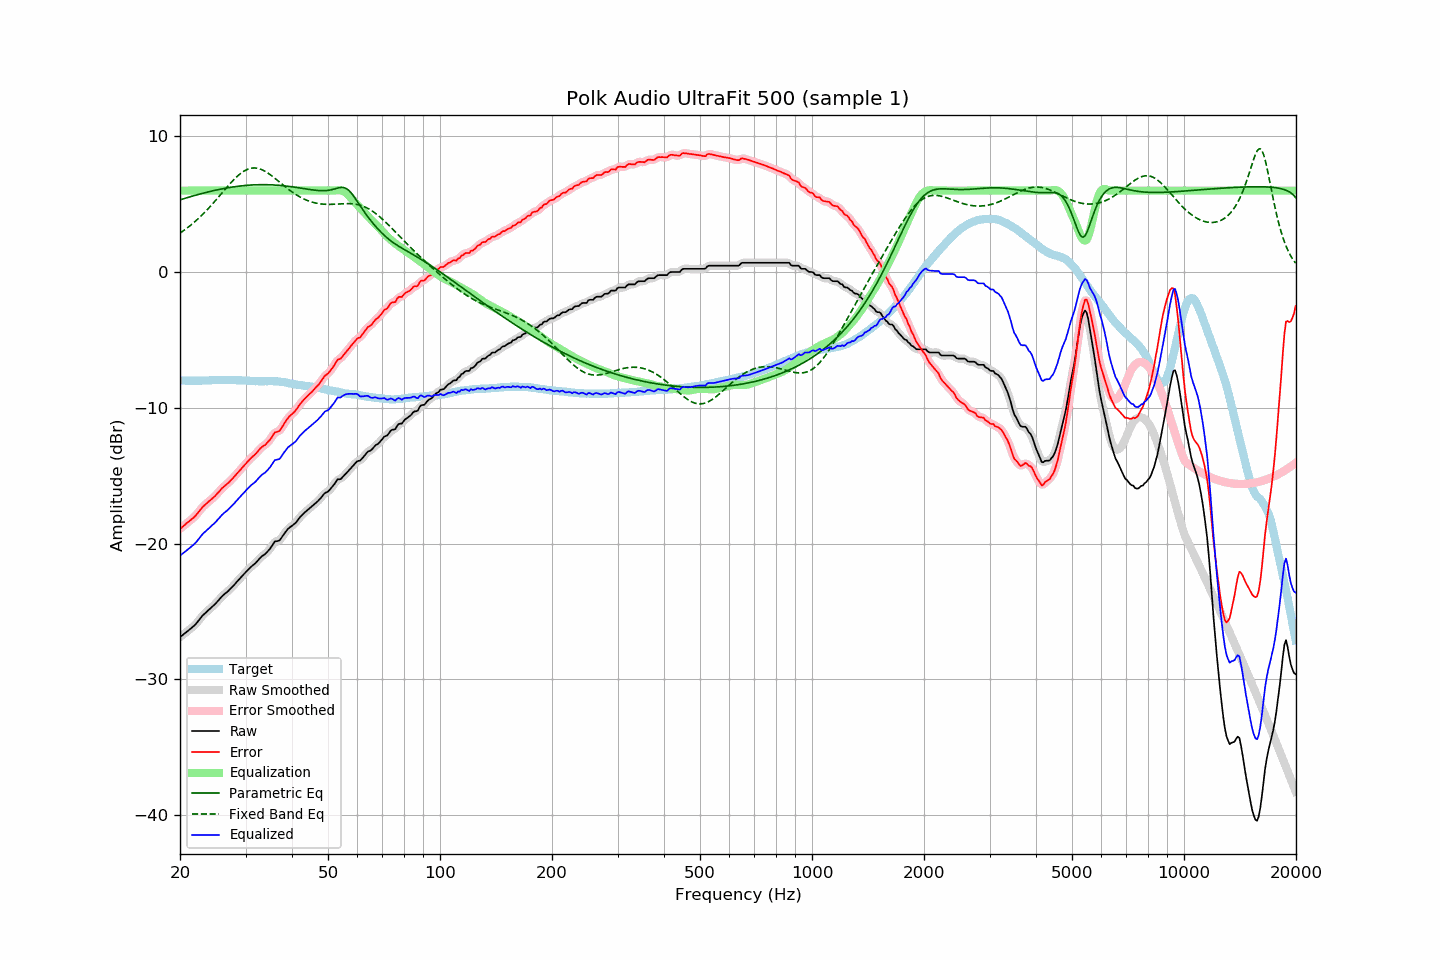 Polk Audio UltraFit 500 (sample 1)
10
0
−10
−20
−30
−40
Amplitude (dBr)
Target
Raw Smoothed
Error Smoothed
Raw
Error
Equalization
Parametric Eq
Fixed Band Eq
Equalized
20 50 100 200 500 1000 2000 5000 10000 20000
Frequency (Hz)